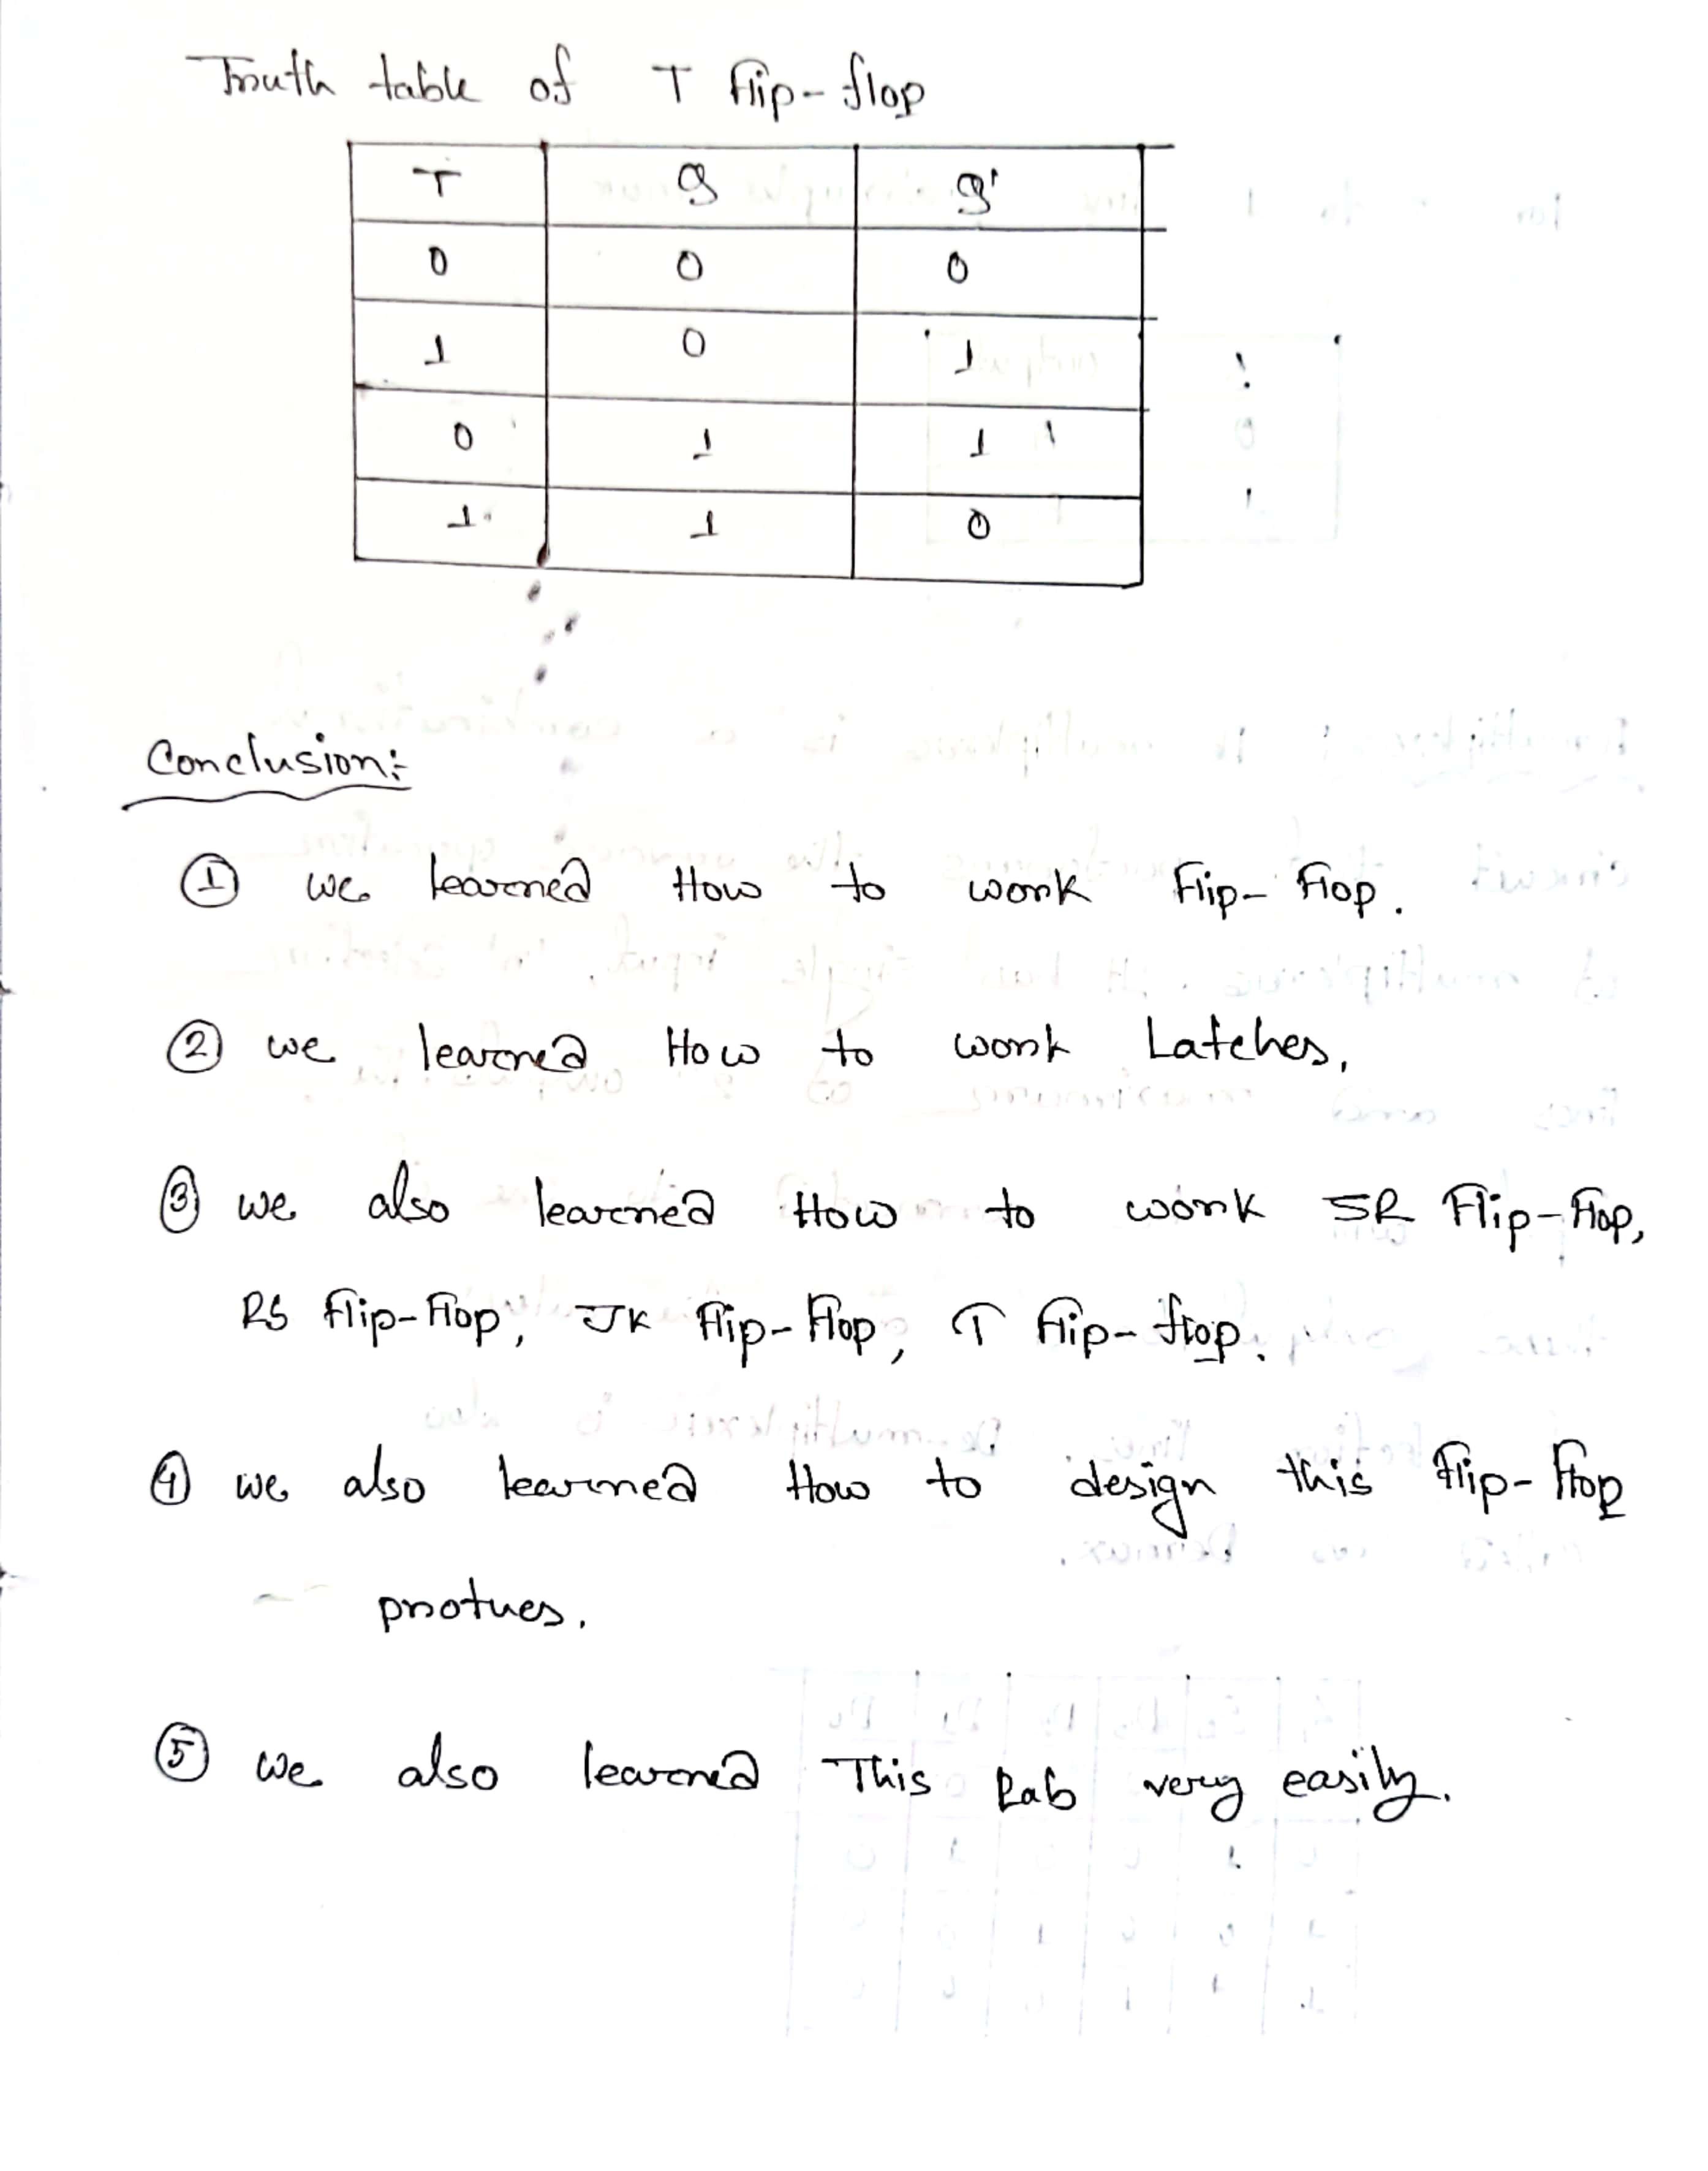 Truth table of T flip-flop
T Q Q'
0 0 0
1 0 1
0 1 1
1 1 0
Conclusion:
① we learned How to work Flip-flop.
② we learned How to work Latches,
③ we also learned How to work SR Flip-flop,
RS flip-flop, JK flip-flop, T flip-flop.
④ we also learned How to design this flip-flop
protues.
⑤ we also learned This Lab very easily.